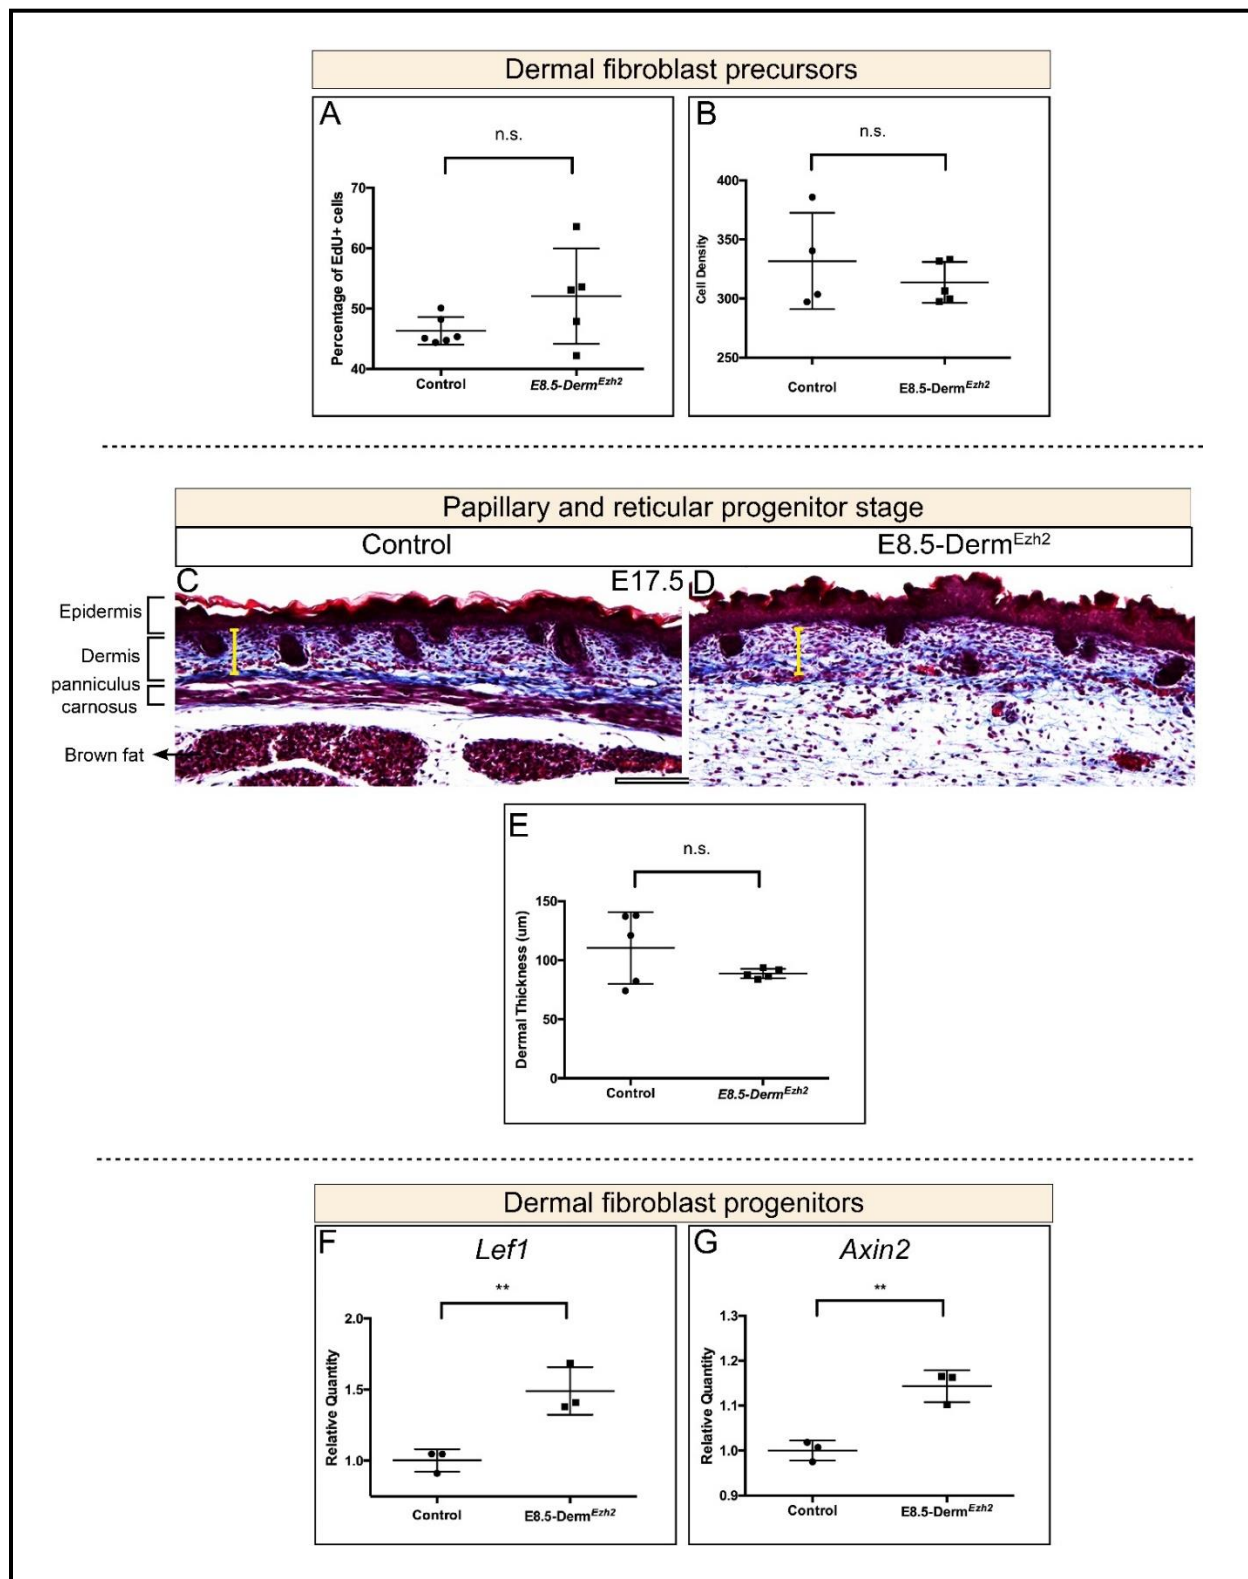 Dermal fibroblast precursors
A
n.s.
Percentage of EdU+ cells
70
60
50
40
Control
E8.5-Derm^Ezh2
B
n.s.
Cell Density
400
350
300
250
Control
E8.5-Derm^Ezh2
Papillary and reticular progenitor stage
Control
E8.5-Derm^Ezh2
C
E17.5
D
Epidermis
Dermis
panniculus
carnosus
Brown fat
E
n.s.
Dermal Thickness (um)
150
100
50
0
Control
E8.5-Derm^Ezh2
Dermal fibroblast progenitors
F
Lef1
**
Relative Quantity
2.0
1.5
1.0
Control
E8.5-Derm^Ezh2
G
Axin2
**
Relative Quantity
1.3
1.2
1.1
1.0
0.9
Control
E8.5-Derm^Ezh2